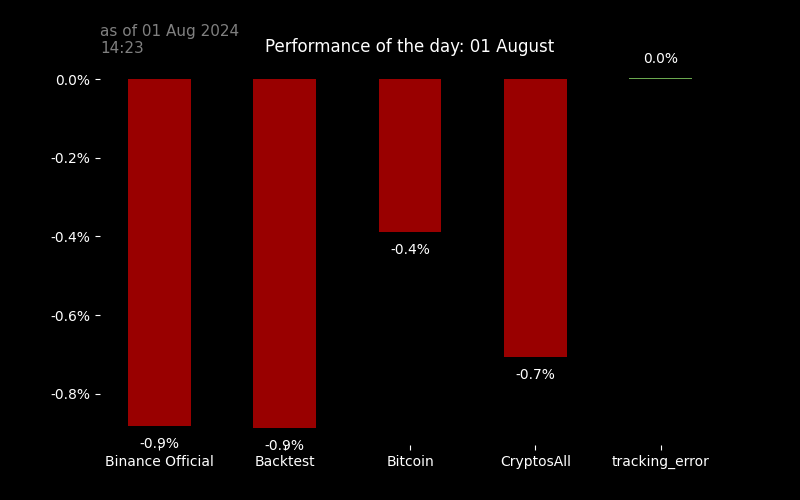 as of 01 Aug 2024
14:23
Performance of the day: 01 August
0.0%
0.0%
-0.2%
-0.4%
-0.6%
-0.8%
-0.9%
-0.9%
-0.4%
-0.7%
Binance Official
Backtest
Bitcoin
CryptosAll
tracking_error